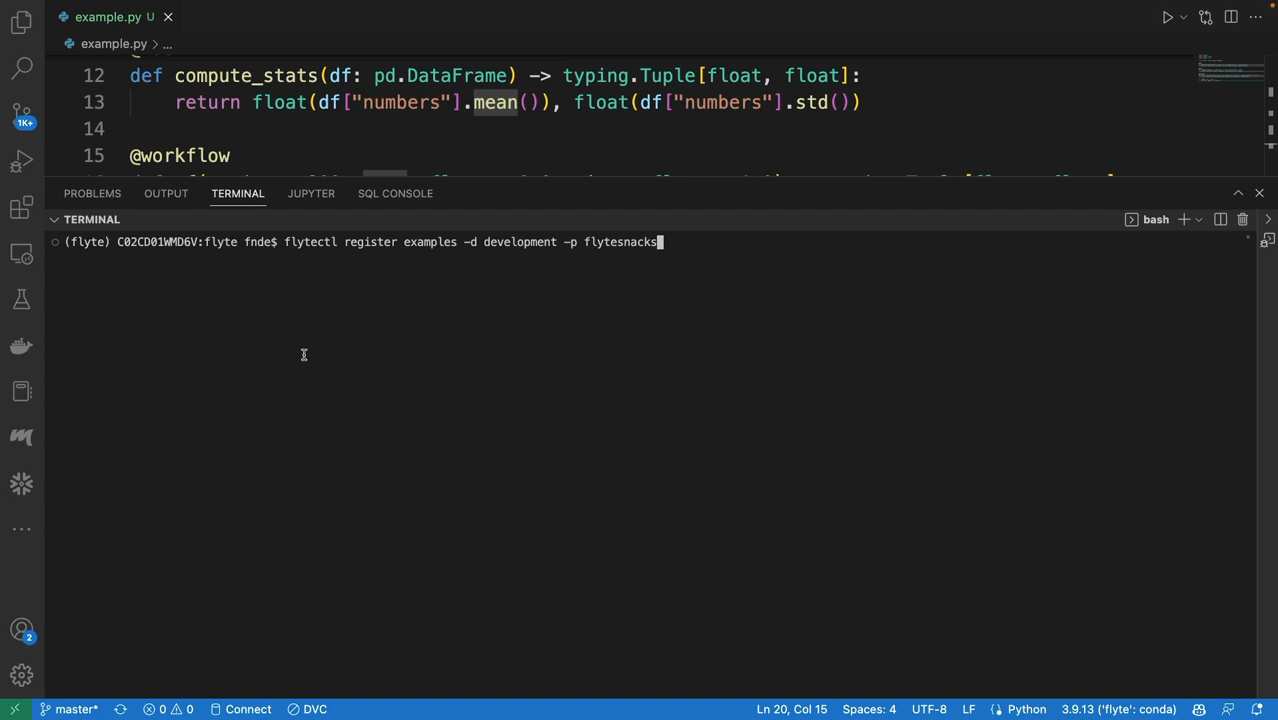 example.py U
example.py > ...
12 def compute_stats(df: pd.DataFrame) -> typing.Tuple[float, float]:
13 return float(df["numbers"].mean()), float(df["numbers"].std())
14
15 @workflow
PROBLEMS OUTPUT TERMINAL JUPYTER SQL CONSOLE
TERMINAL
bash
(flyte) C02CD01WMD6V:flyte fnde$ flytectl register examples -d development -p flytesnacks
1K+
2
master* 0 0 Connect DVC Ln 20, Col 15 Spaces: 4 UTF-8 LF Python 3.9.13 ('flyte': conda)